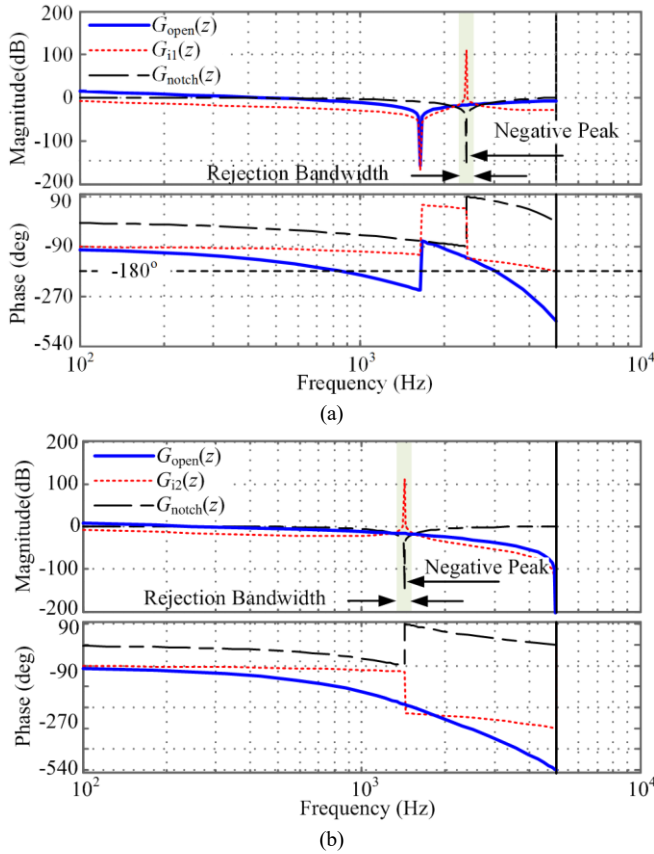 200
100
0
-100
-200
Magnitude(dB)
Gopen(z)
Gi1(z)
Gnotch(z)
Negative Peak
Rejection Bandwidth
90
-90
-270
-540
Phase (deg)
-180°
10²
10³
10⁴
Frequency (Hz)
(a)
200
100
0
-100
-200
Magnitude(dB)
Gopen(z)
Gi2(z)
Gnotch(z)
Negative Peak
Rejection Bandwidth
90
-90
-270
-540
Phase (deg)
10²
10³
10⁴
Frequency (Hz)
(b)